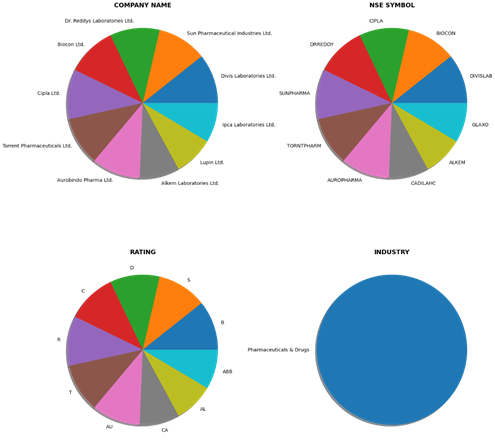 COMPANY NAME
Dr. Reddys Laboratories Ltd.
Sun Pharmaceutical Industries Ltd.
Biocon Ltd.
Divis Laboratories Ltd.
Cipla Ltd.
Ipca Laboratories Ltd.
Torrent Pharmaceuticals Ltd.
Lupin Ltd.
Aurobindo Pharma Ltd.
Alkem Laboratories Ltd.
NSE SYMBOL
CIPLA
BIOCON
DRREDDY
DIVISLAB
SUNPHARMA
GLAXO
TORNTPHARM
ALKEM
AUROPHARMA
CADILAHC
RATING
D
S
C
B
R
ABB
T
AL
AU
CA
INDUSTRY
Pharmaceuticals & Drugs